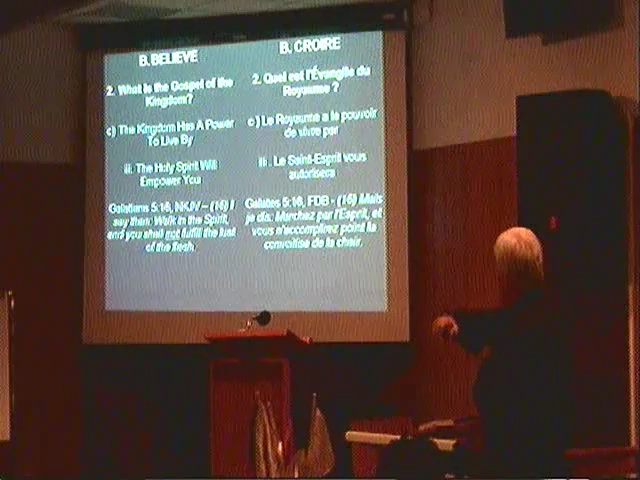 B. BELIEVE
2. What is the Gospel of the
Kingdom?
c) The Kingdom Has A Power
To Live By
iii. The Holy Spirit Will
Empower You
Galatians 5:16, NKJV – (16) I
say then: Walk in the Spirit,
and you shall not fulfill the lust
of the flesh.
B. CROIRE
2. Quel est l'Évangile du
Royaume ?
c ) Le Royaume a le pouvoir
de vivre par
iii . Le Saint-Esprit vous
autorisera
Galates 5:16, FDB - (16) Mais
je dis: Marchez par l'Esprit, et
vous n'accomplirez point la
convoitise de la chair.